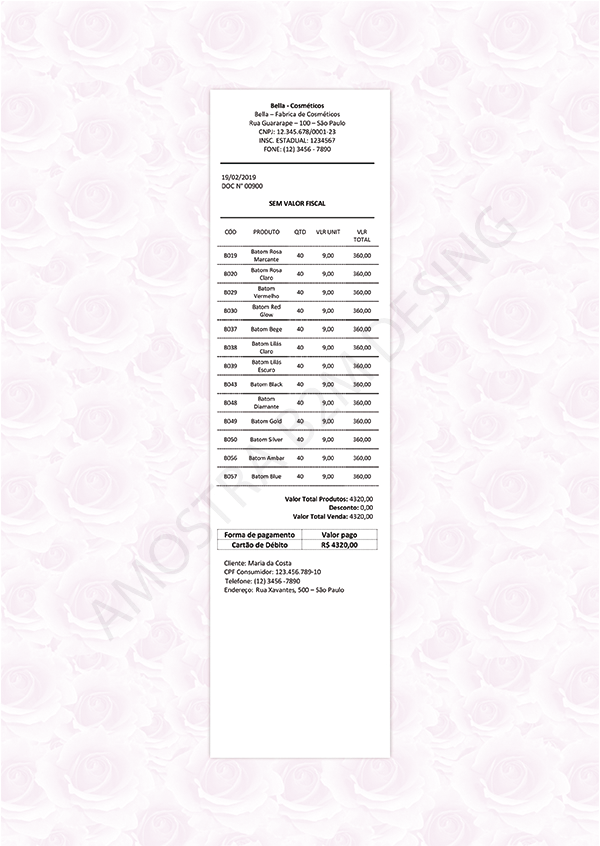 Bella - Cosméticos
Bella – Fabrica de Cosméticos
Rua Guararape – 100 – São Paulo
CNPJ: 12.345.678/0001-23
INSC. ESTADUAL: 1234567
FONE: (12) 3456 - 7890
19/02/2019
DOC N° 00900
SEM VALOR FISCAL
CÓD PRODUTO QTD VLR UNIT VLR
TOTAL
B019 Batom Rosa Marcante 40 9,00 360,00
B020 Batom Rosa Claro 40 9,00 360,00
B029 Batom Vermelho 40 9,00 360,00
B030 Batom Red Glow 40 9,00 360,00
B037 Batom Bege 40 9,00 360,00
B038 Batom Lilás Claro 40 9,00 360,00
B039 Batom Lilás Escuro 40 9,00 360,00
B043 Batom Black 40 9,00 360,00
B048 Batom Diamante 40 9,00 360,00
B049 Batom Gold 40 9,00 360,00
B050 Batom Silver 40 9,00 360,00
B056 Batom Ambar 40 9,00 360,00
B057 Batom Blue 40 9,00 360,00
Valor Total Produtos: 4320,00
Desconto: 0,00
Valor Total Venda: 4320,00
Forma de pagamento Valor pago
Cartão de Débito R$ 4320,00
Cliente: Maria da Costa
CPF Consumidor: 123.456.789-10
Telefone: (12) 3456 -7890
Endereço: Rua Xavantes, 500 – São Paulo
AMOSTRA B2M DESING